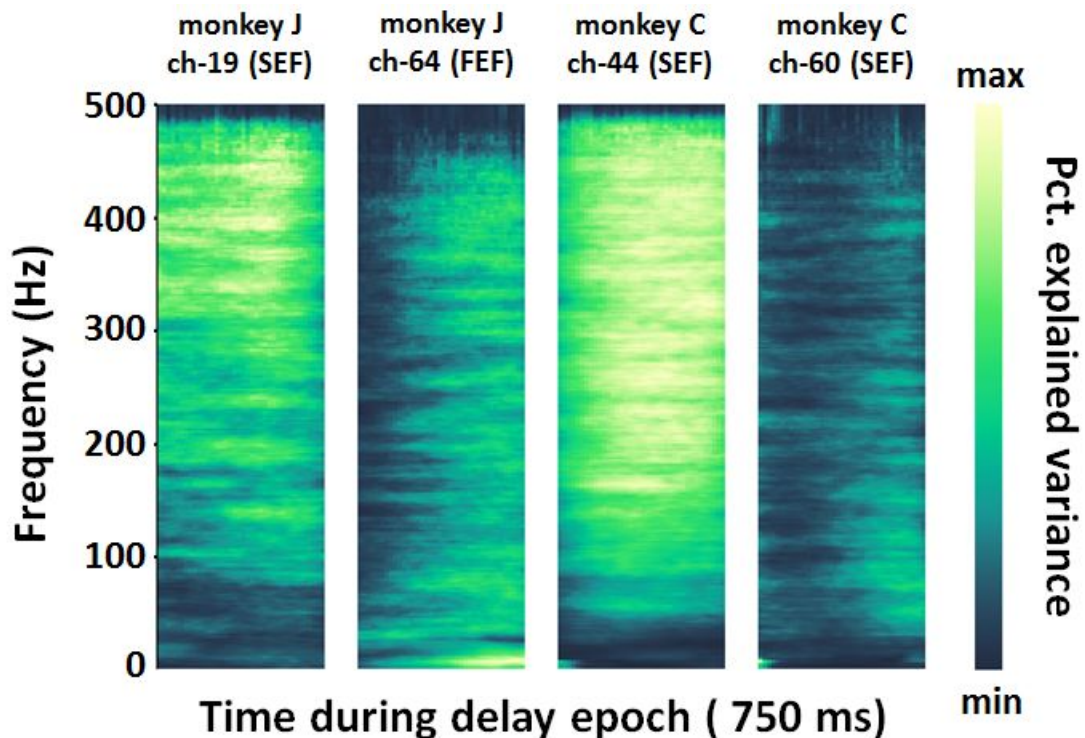 monkey J
ch-19 (SEF)
monkey J
ch-64 (FEF)
monkey C
ch-44 (SEF)
monkey C
ch-60 (SEF)
max
500
400
300
200
100
0
Frequency (Hz)
Pct. explained variance
min
Time during delay epoch ( 750 ms)